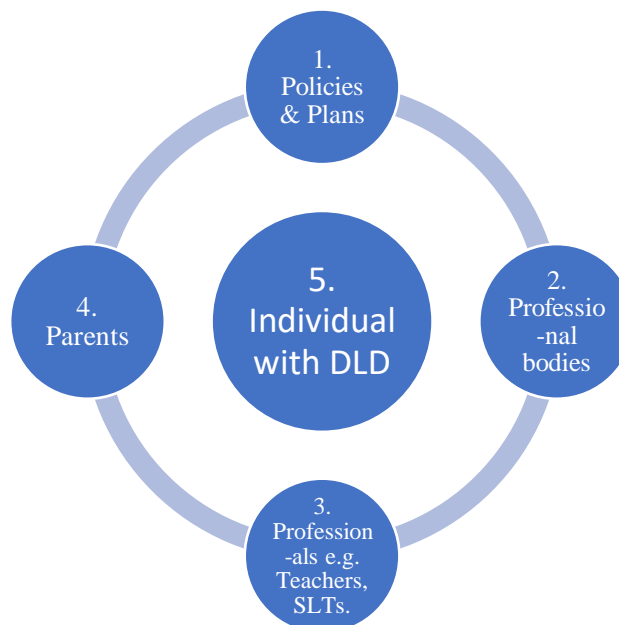 1.
Policies
& Plans
2.
Professio
-nal
bodies
3.
Profession
-als e.g.
Teachers,
SLTs.
4.
Parents
5.
Individual
with DLD